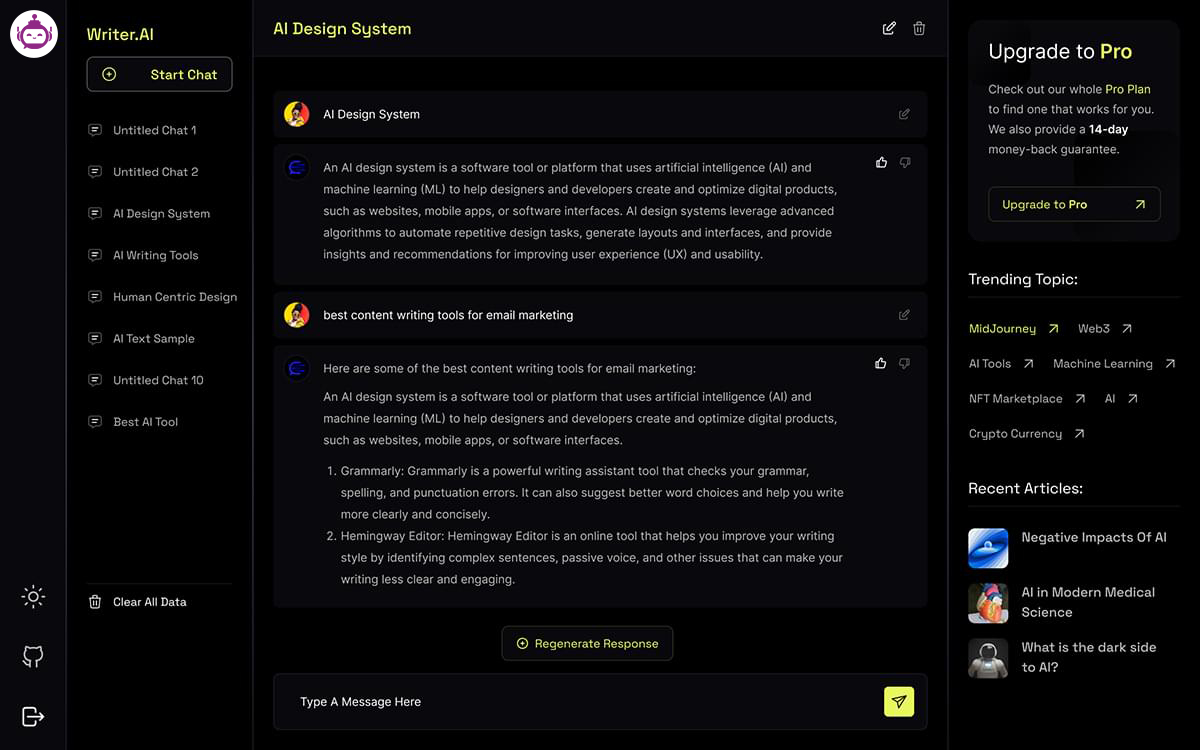 Writer.AI
Start Chat
Untitled Chat 1
Untitled Chat 2
AI Design System
AI Writing Tools
Human Centric Design
AI Text Sample
Untitled Chat 10
Best AI Tool
Clear All Data
AI Design System
AI Design System
An AI design system is a software tool or platform that uses artificial intelligence (AI) and
machine learning (ML) to help designers and developers create and optimize digital products,
such as websites, mobile apps, or software interfaces. AI design systems leverage advanced
algorithms to automate repetitive design tasks, generate layouts and interfaces, and provide
insights and recommendations for improving user experience (UX) and usability.
best content writing tools for email marketing
Here are some of the best content writing tools for email marketing:
An AI design system is a software tool or platform that uses artificial intelligence (AI) and
machine learning (ML) to help designers and developers create and optimize digital products,
such as websites, mobile apps, or software interfaces.
1. Grammarly: Grammarly is a powerful writing assistant tool that checks your grammar,
spelling, and punctuation errors. It can also suggest better word choices and help you write
more clearly and concisely.
2. Hemingway Editor: Hemingway Editor is an online tool that helps you improve your writing
style by identifying complex sentences, passive voice, and other issues that can make your
writing less clear and engaging.
Regenerate Response
Type A Message Here
Upgrade to Pro
Check out our whole Pro Plan
to find one that works for you.
We also provide a 14-day
money-back guarantee.
Upgrade to Pro
Trending Topic:
MidJourney Web3
AI Tools Machine Learning
NFT Marketplace AI
Crypto Currency
Recent Articles:
Negative Impacts Of AI
AI in Modern Medical
Science
What is the dark side
to AI?